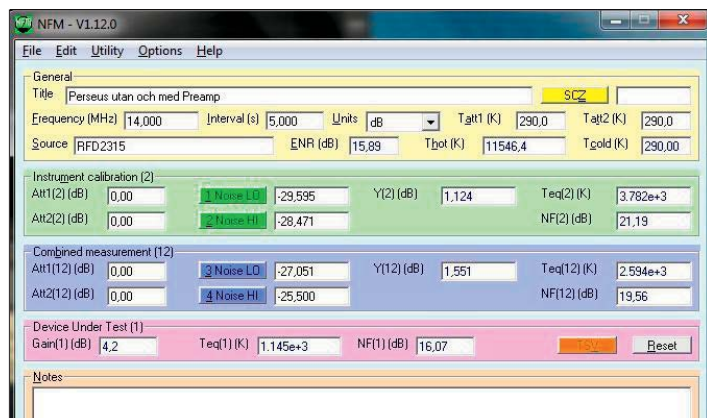 NFM - V1.12.0
File Edit Utility Options Help
General
Title Perseus utan och med Preamp SCZ
Frequency (MHz) 14,000 Interval (s) 5,000 Units dB Tatt1 (K) 290,0 Tatt2 (K) 290,0
Source RFD2315 ENR (dB) 15,89 Thot (K) 11546,4 Tcold (K) 290,00
Instrument calibration (2)
Att1(2) (dB) 0,00 1 Noise LO -29,595 Y(2) (dB) 1,124 Teq(2) (K) 3.782e+3
Att2(2) (dB) 0,00 2 Noise HI -28,471 NF(2) (dB) 21,19
Combined measurement (12)
Att1(12) (dB) 0,00 3 Noise LO -27,051 Y(12) (dB) 1,551 Teq(12) (K) 2.594e+3
Att2(12) (dB) 0,00 4 Noise HI -25,500 NF(12) (dB) 19,56
Device Under Test (1)
Gain(1) (dB) 4,2 Teq(1) (K) 1.145e+3 NF(1) (dB) 16,07 Reset
Notes